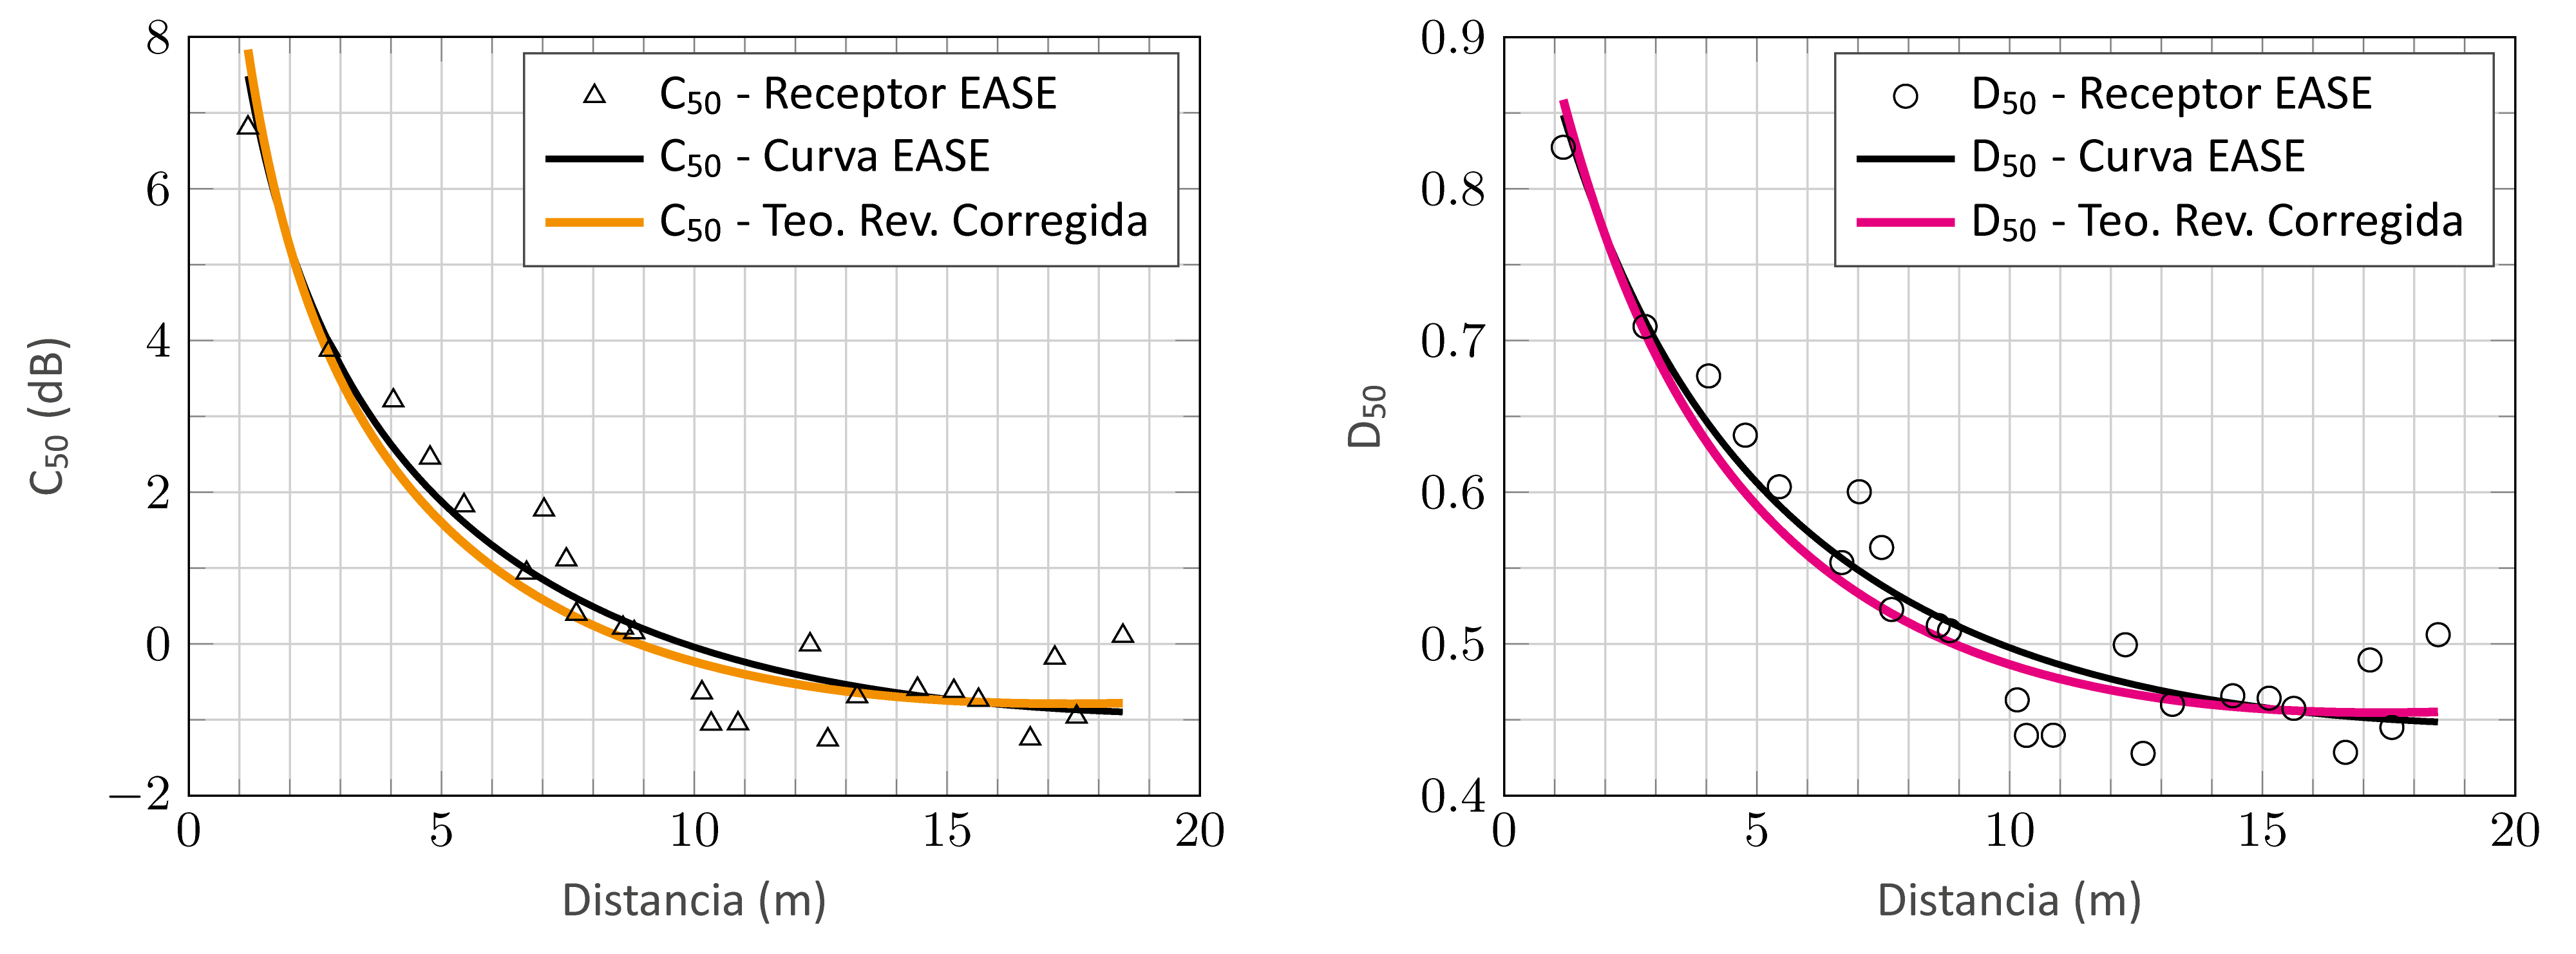 8
6
4
2
0
−2
C50 (dB)
C50 - Receptor EASE
C50 - Curva EASE
C50 - Teo. Rev. Corregida
0 5 10 15 20
Distancia (m)
0.9
0.8
0.7
0.6
0.5
0.4
D50
D50 - Receptor EASE
D50 - Curva EASE
D50 - Teo. Rev. Corregida
0 5 10 15 20
Distancia (m)